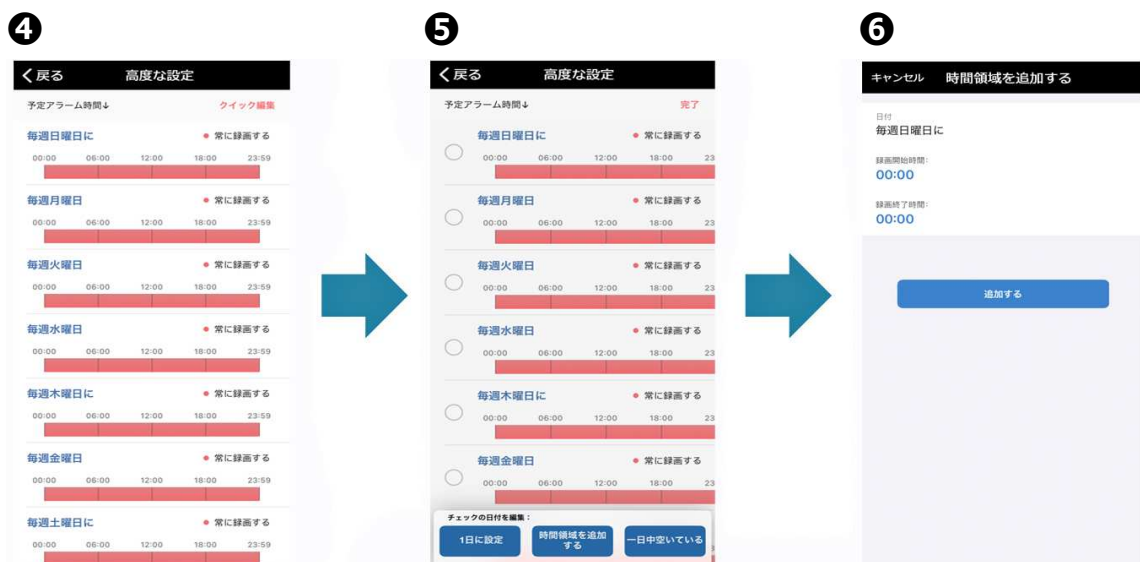 ❹
戻る 高度な設定
予定アラーム時間↓ クイック編集
毎週日曜日に 常に録画する
00:00 06:00 12:00 18:00 23:59
毎週月曜日 常に録画する
00:00 06:00 12:00 18:00 23:59
毎週火曜日 常に録画する
00:00 06:00 12:00 18:00 23:59
毎週水曜日 常に録画する
00:00 06:00 12:00 18:00 23:59
毎週木曜日に 常に録画する
00:00 06:00 12:00 18:00 23:59
毎週金曜日 常に録画する
00:00 06:00 12:00 18:00 23:59
毎週土曜日に 常に録画する
00:00 06:00 12:00 18:00 23:59
❺
戻る 高度な設定
予定アラーム時間↓ 完了
毎週日曜日に 常に録画する
00:00 06:00 12:00 18:00 23
毎週月曜日 常に録画する
00:00 06:00 12:00 18:00 23
毎週火曜日 常に録画する
00:00 06:00 12:00 18:00 23
毎週水曜日 常に録画する
00:00 06:00 12:00 18:00 23
毎週木曜日に 常に録画する
00:00 06:00 12:00 18:00 23
毎週金曜日 常に録画する
00:00 06:00 12:00 18:00 23
チェックの日付を編集：
1日に設定
時間領域を追加
する
一日中空いている
❻
キャンセル 時間領域を追加する
日付
毎週日曜日に
録画開始時間:
00:00
録画終了時間:
00:00
追加する